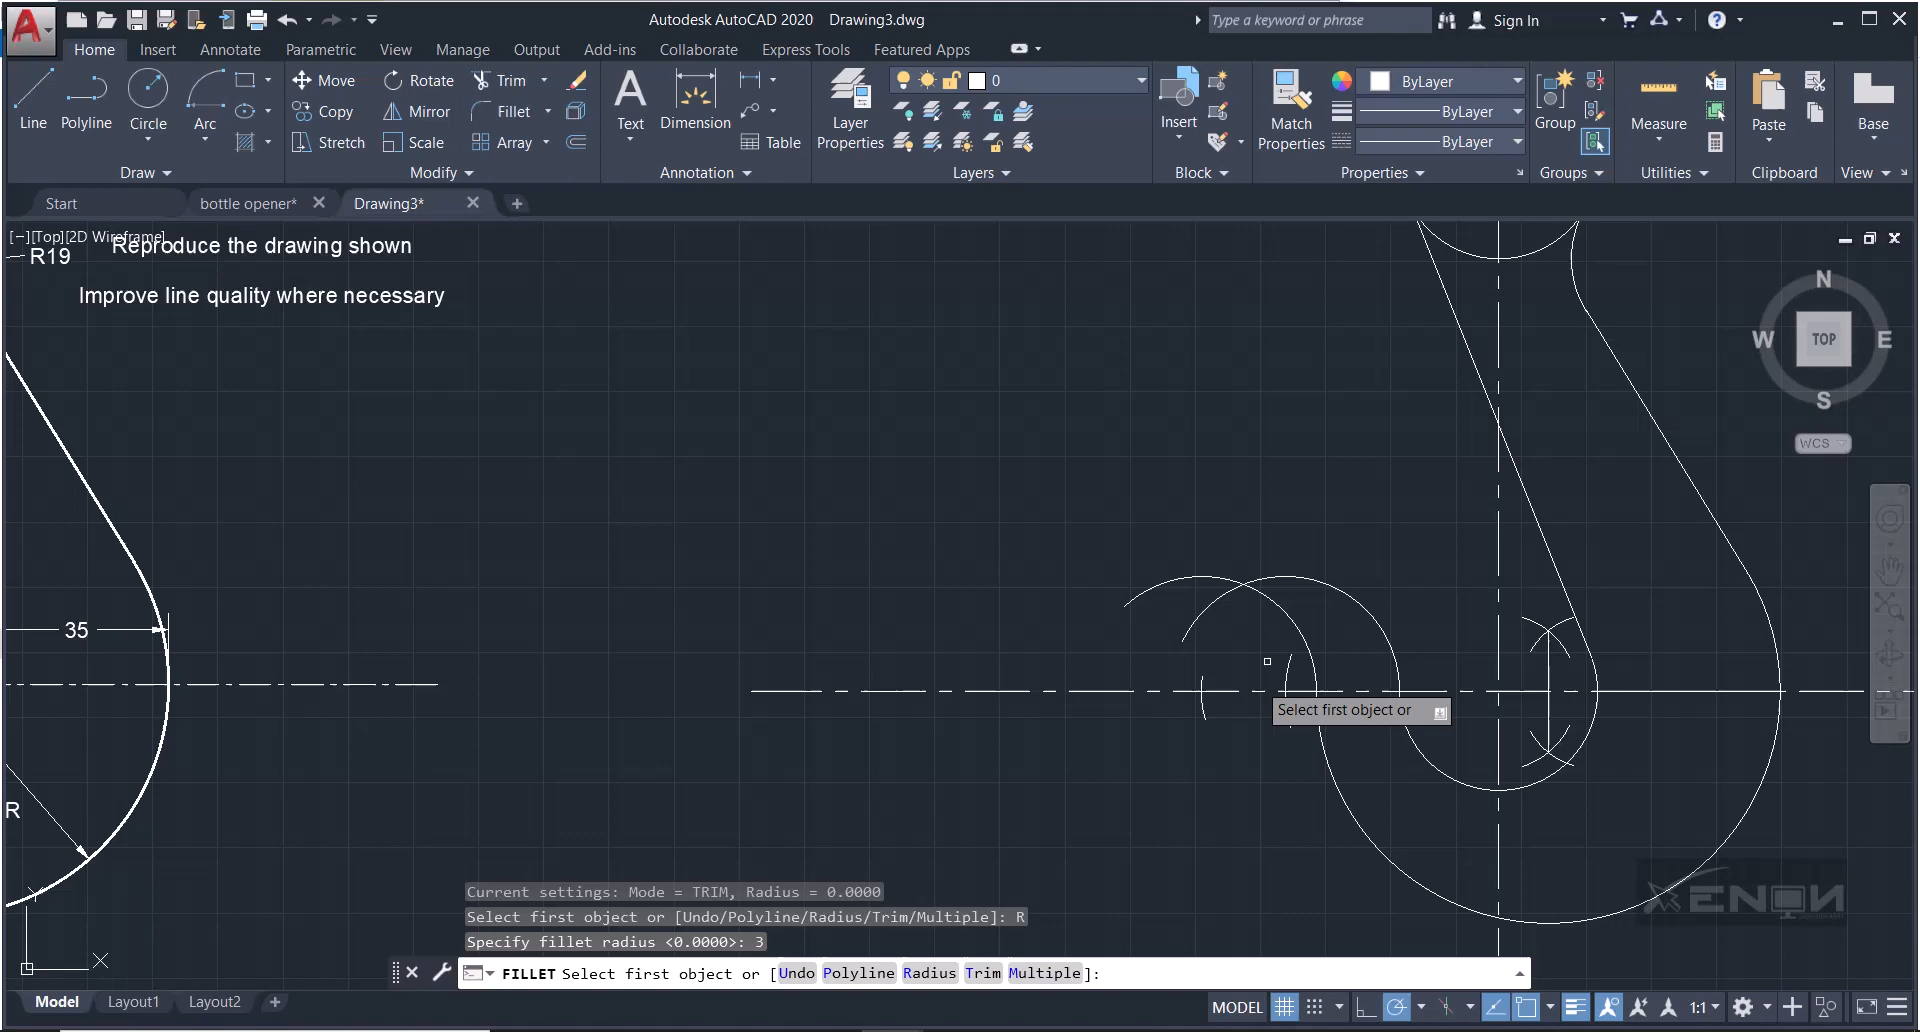 Autodesk AutoCAD 2020 Drawing3.dwg
Type a keyword or phrase
Sign In
Home Insert Annotate Parametric View Manage Output Add-ins Collaborate Express Tools Featured Apps
Line Polyline Circle Arc
Move Rotate Trim
Copy Mirror Fillet
Stretch Scale Array
Text Dimension Table
Layer Properties
0
Insert
Match Properties
ByLayer
ByLayer
ByLayer
Group
Measure
Paste
Base
Draw Modify Annotation Layers Block Properties Groups Utilities Clipboard View
Start bottle opener* Drawing3*
[−][Top][2D Wireframe]
Reproduce the drawing shown
R19
Improve line quality where necessary
N
W TOP E
S
WCS
35
R
Select first object or
XENON
Current settings: Mode = TRIM, Radius = 0.0000
Select first object or [Undo/Polyline/Radius/Trim/Multiple]: R
Specify fillet radius <0.0000>: 3
FILLET Select first object or [Undo Polyline Radius Trim Multiple]:
X
Model Layout1 Layout2
MODEL 1:1